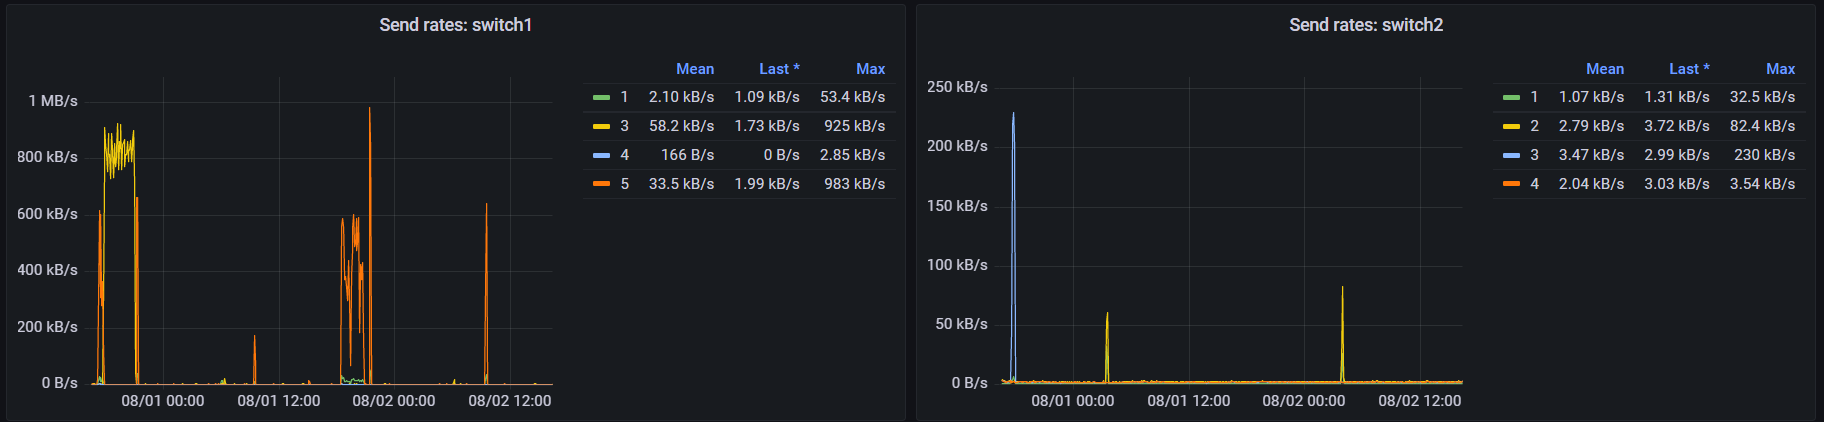 Send rates: switch1
Mean Last * Max
1 2.10 kB/s 1.09 kB/s 53.4 kB/s
3 58.2 kB/s 1.73 kB/s 925 kB/s
4 166 B/s 0 B/s 2.85 kB/s
5 33.5 kB/s 1.99 kB/s 983 kB/s
1 MB/s
800 kB/s
600 kB/s
400 kB/s
200 kB/s
0 B/s
08/01 00:00 08/01 12:00 08/02 00:00 08/02 12:00
Send rates: switch2
Mean Last * Max
1 1.07 kB/s 1.31 kB/s 32.5 kB/s
2 2.79 kB/s 3.72 kB/s 82.4 kB/s
3 3.47 kB/s 2.99 kB/s 230 kB/s
4 2.04 kB/s 3.03 kB/s 3.54 kB/s
250 kB/s
200 kB/s
150 kB/s
100 kB/s
50 kB/s
0 B/s
08/01 00:00 08/01 12:00 08/02 00:00 08/02 12:00